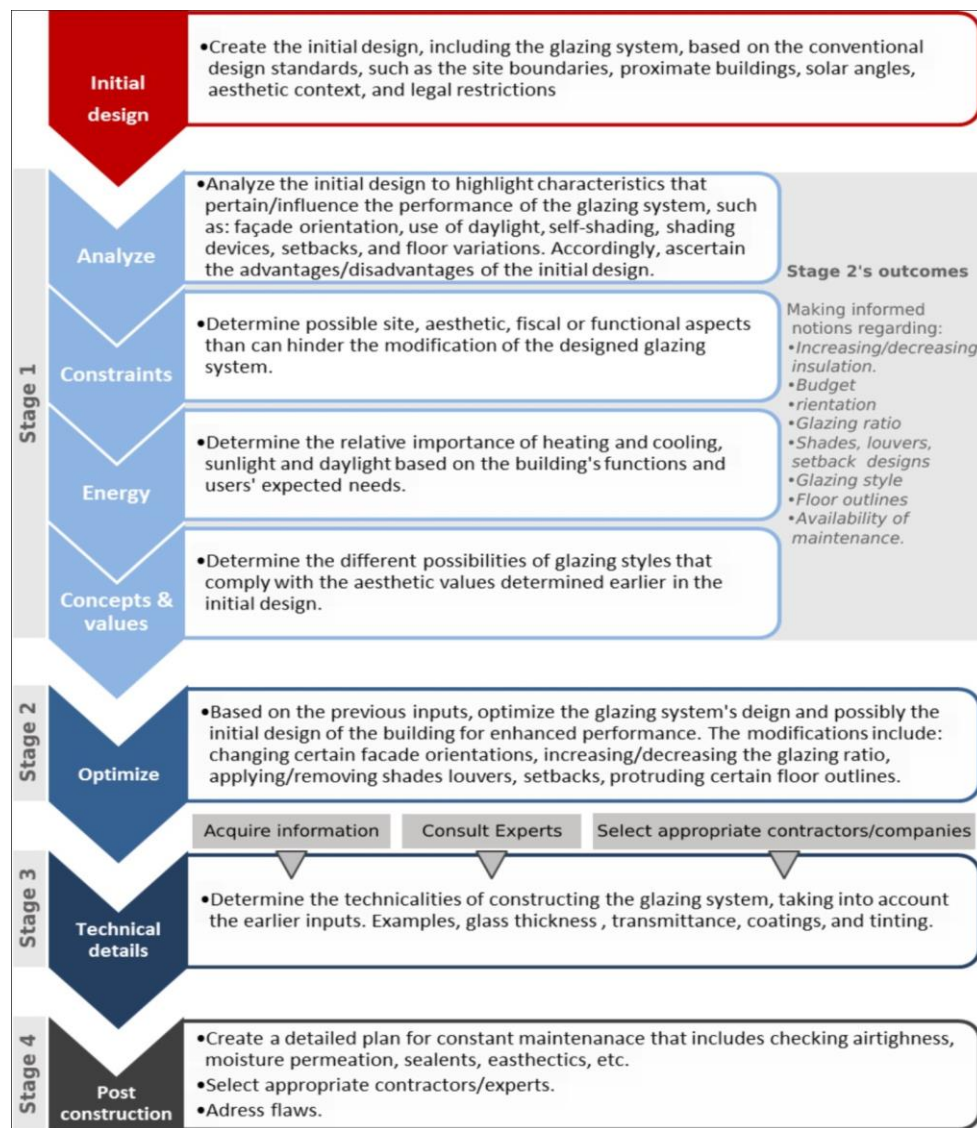 Initial
design
•Create the initial design, including the glazing system, based on the conventional
design standards, such as the site boundaries, proximate buildings, solar angles,
aesthetic context, and legal restrictions
Stage 1
Analyze
•Analyze the initial design to highlight characteristics that
pertain/influence the performance of the glazing system, such
as: façade orientation, use of daylight, self-shading, shading
devices, setbacks, and floor variations. Accordingly, ascertain
the advantages/disadvantages of the initial design.
Constraints
•Determine possible site, aesthetic, fiscal or functional aspects
than can hinder the modification of the designed glazing
system.
Energy
•Determine the relative importance of heating and cooling,
sunlight and daylight based on the building's functions and
users' expected needs.
Concepts &
values
•Determine the different possibilities of glazing styles that
comply with the aesthetic values determined earlier in the
initial design.
Stage 2's outcomes
Making informed
notions regarding:
•Increasing/decreasing
insulation.
•Budget
•rientation
•Glazing ratio
•Shades, louvers,
setback designs
•Glazing style
•Floor outlines
•Availability of
maintenance.
Stage 2
Optimize
•Based on the previous inputs, optimize the glazing system's deign and possibly the
initial design of the building for enhanced performance. The modifications include:
changing certain facade orientations, increasing/decreasing the glazing ratio,
applying/removing shades louvers, setbacks, protruding certain floor outlines.
Acquire information
Consult Experts
Select appropriate contractors/companies
Stage 3
Technical
details
•Determine the technicalities of constructing the glazing system, taking into account
the earlier inputs. Examples, glass thickness , transmittance, coatings, and tinting.
Stage 4
Post
construction
•Create a detailed plan for constant maintenanace that includes checking airtighness,
moisture permeation, sealents, easthectics, etc.
•Select appropriate contractors/experts.
•Adress flaws.